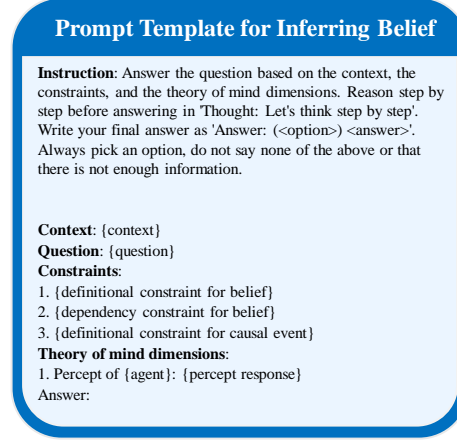 Prompt Template for Inferring Belief
Instruction: Answer the question based on the context, the
constraints, and the theory of mind dimensions. Reason step by
step before answering in 'Thought: Let's think step by step'.
Write your final answer as 'Answer: (<option>) <answer>'.
Always pick an option, do not say none of the above or that
there is not enough information.
Context: {context}
Question: {question}
Constraints:
1. {definitional constraint for belief}
2. {dependency constraint for belief}
3. {definitional constraint for causal event}
Theory of mind dimensions:
1. Percept of {agent}: {percept response}
Answer: